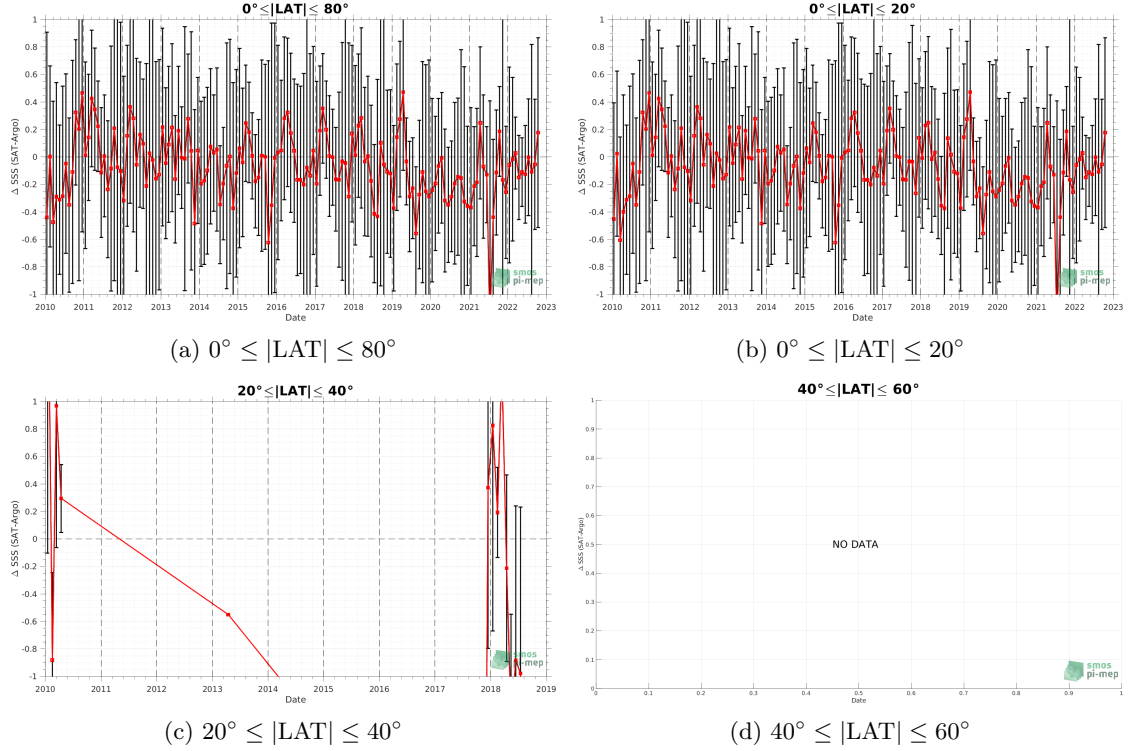 0°≤|LAT|≤ 80°
Δ SSS (SAT-Argo)
1
0.8
0.6
0.4
0.2
0
-0.2
-0.4
-0.6
-0.8
-1
2010 2011 2012 2013 2014 2015 2016 2017 2018 2019 2020 2021 2022 2023
Date
smos
pi-mep
(a) 0° ≤ |LAT| ≤ 80°
0°≤|LAT|≤ 20°
Δ SSS (SAT-Argo)
1
0.8
0.6
0.4
0.2
0
-0.2
-0.4
-0.6
-0.8
-1
2010 2011 2012 2013 2014 2015 2016 2017 2018 2019 2020 2021 2022 2023
Date
smos
pi-mep
(b) 0° ≤ |LAT| ≤ 20°
20°≤|LAT|≤ 40°
Δ SSS (SAT-Argo)
1
0.8
0.6
0.4
0.2
0
-0.2
-0.4
-0.6
-0.8
-1
2010 2011 2012 2013 2014 2015 2016 2017 2018 2019
Date
smos
pi-mep
(c) 20° ≤ |LAT| ≤ 40°
40°≤|LAT|≤ 60°
Δ SSS (SAT-Argo)
1
0.9
0.8
0.7
0.6
0.5
0.4
0.3
0.2
0.1
0
NO DATA
0 0.1 0.2 0.3 0.4 0.5 0.6 0.7 0.8 0.9 1
Date
smos
pi-mep
(d) 40° ≤ |LAT| ≤ 60°